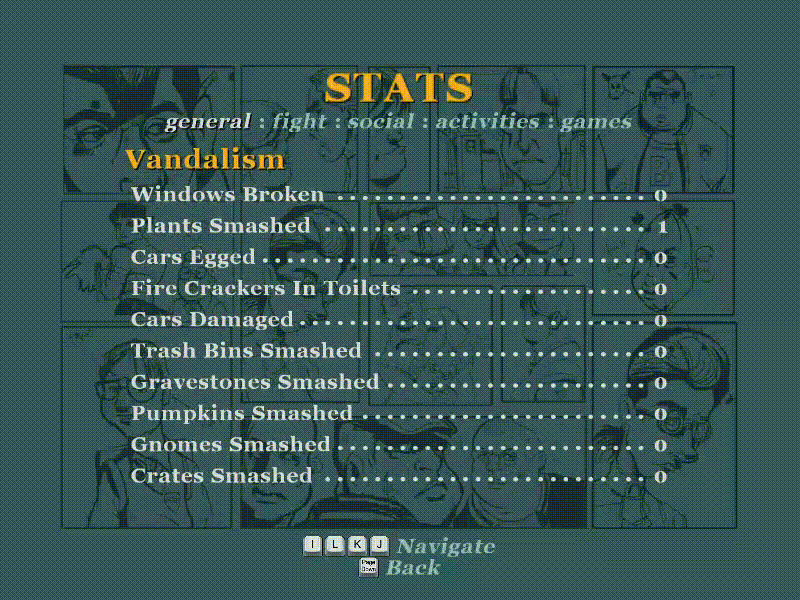 STATS
general : fight : social : activities : games
Vandalism
Windows Broken ........................ 0
Plants Smashed ........................ 1
Cars Egged ........................ 0
Fire Crackers In Toilets ........................ 0
Cars Damaged ........................ 0
Trash Bins Smashed ........................ 0
Gravestones Smashed ........................ 0
Pumpkins Smashed ........................ 0
Gnomes Smashed ........................ 0
Crates Smashed ........................ 0
I L K J Navigate
Page Down Back